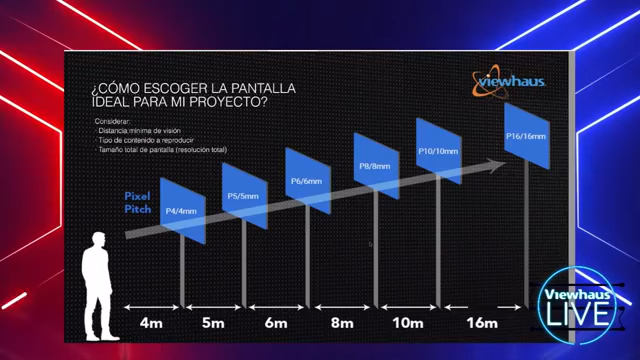 ¿CÓMO ESCOGER LA PANTALLA
IDEAL PARA MI PROYECTO?
viewhaus
Considerar:
· Distancia mínima de visión
· Tipo de contenido a reproducir
· Tamaño total de pantalla (resolución total)
Pixel
Pitch
P4/4mm
P5/5mm
P6/6mm
P8/8mm
P10/10mm
P16/16mm
4m
5m
6m
8m
10m
16m
Viewhaus
LIVE